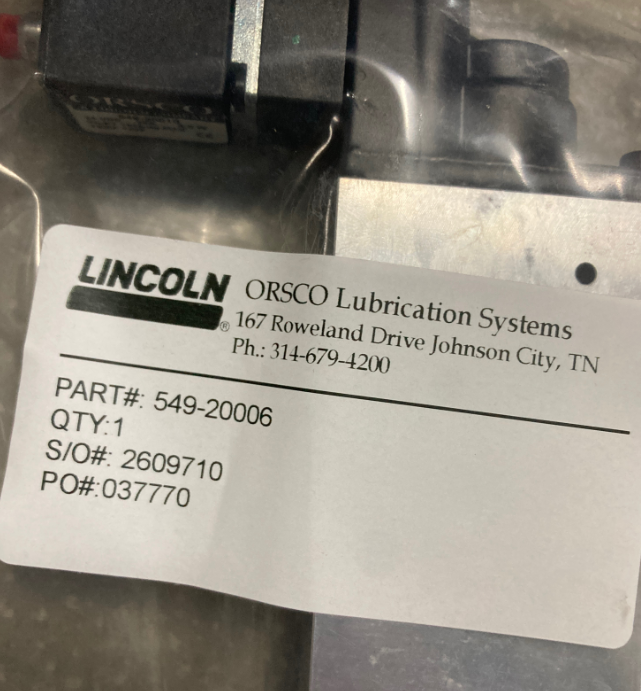 ORSCO
LINCOLN
®
ORSCO Lubrication Systems
167 Roweland Drive Johnson City, TN
Ph.: 314-679-4200
PART#: 549-20006
QTY:1
S/O#: 2609710
PO#:037770